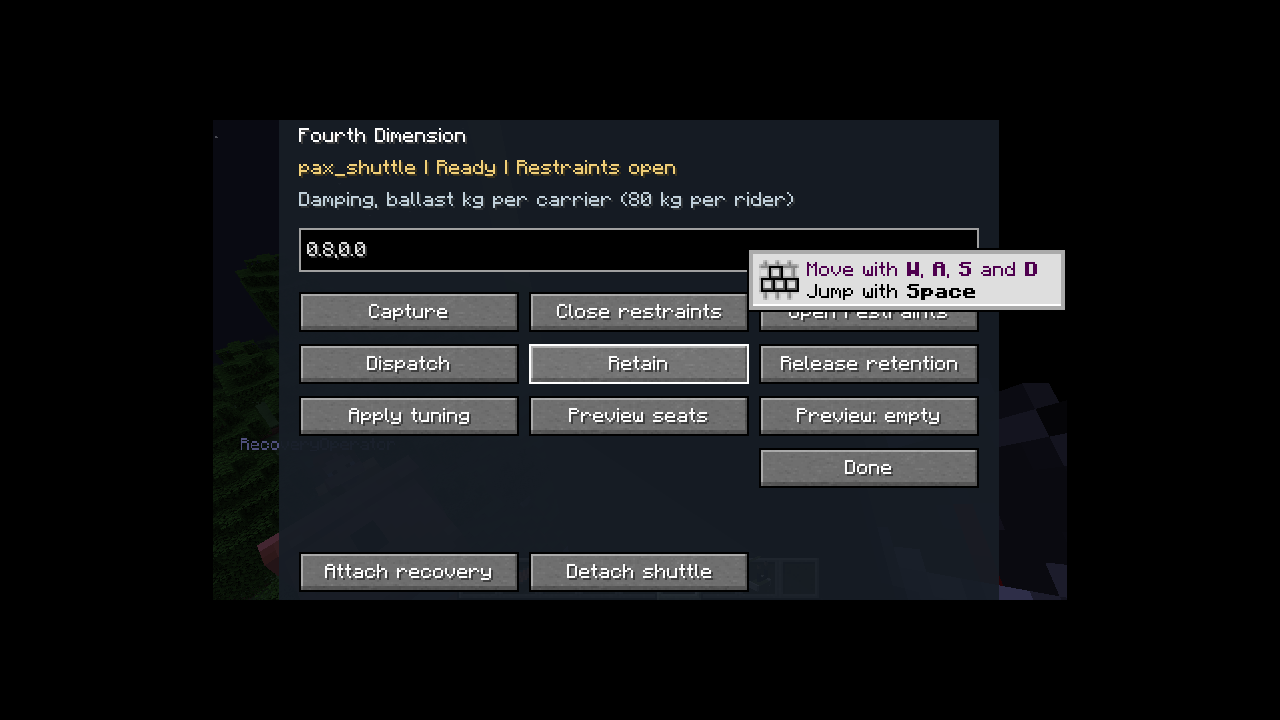 Fourth Dimension
pax_shuttle | Ready | Restraints open
Damping, ballast kg per carrier (80 kg per rider)
0.8,0.0
Move with W, A, S and D
Jump with Space
Capture
Close restraints
Open restraints
Dispatch
Retain
Release retention
Apply tuning
Preview seats
Preview: empty
Done
Attach recovery
Detach shuttle